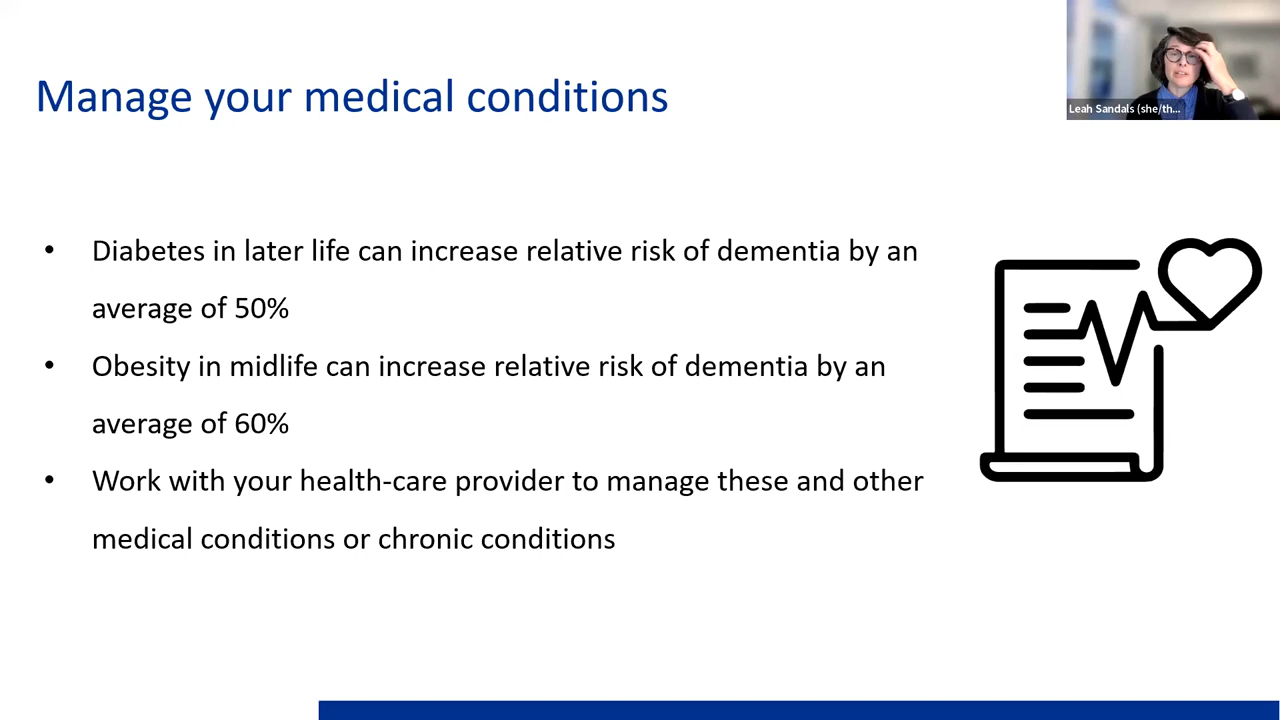 Manage your medical conditions
Leah Sandals (she/th...
• Diabetes in later life can increase relative risk of dementia by an
average of 50%
• Obesity in midlife can increase relative risk of dementia by an
average of 60%
• Work with your health-care provider to manage these and other
medical conditions or chronic conditions